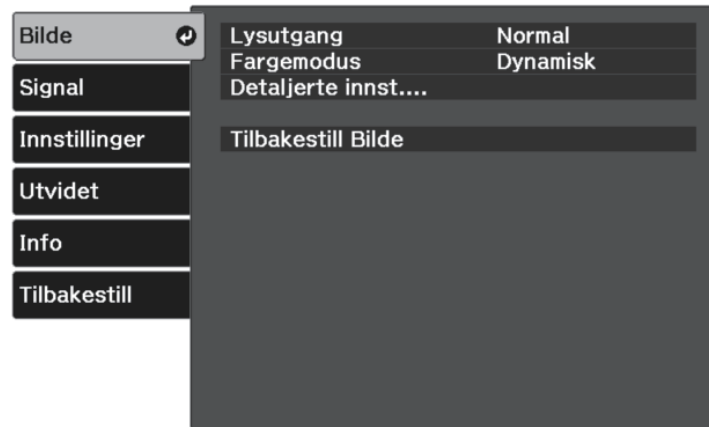 Bilde
Signal
Innstillinger
Utvidet
Info
Tilbakestill
Lysutgang Normal
Fargemodus Dynamisk
Detaljerte innst....
Tilbakestill Bilde